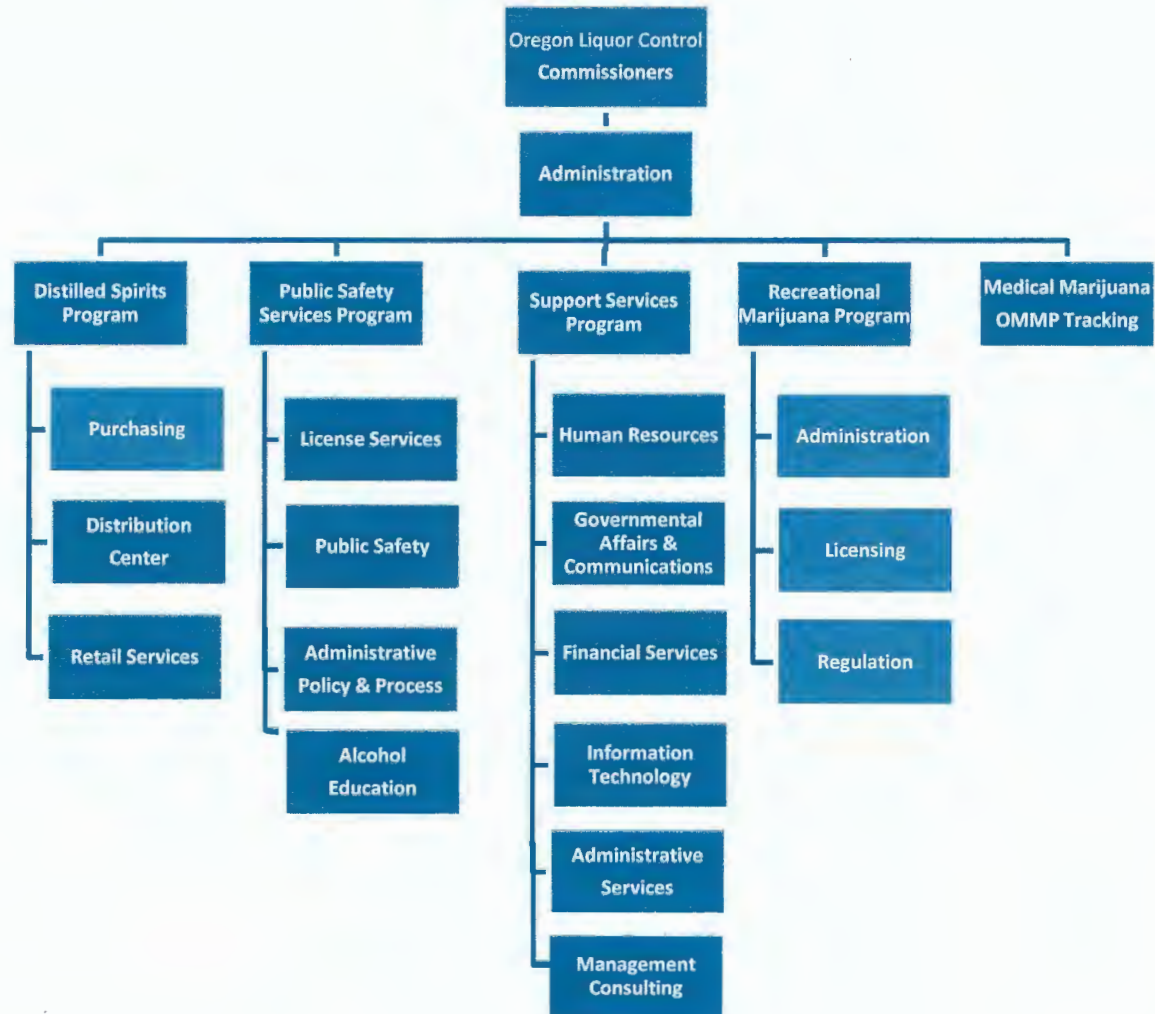 Oregon Liquor Control
Commissioners
Administration
Distilled Spirits
Program
Purchasing
Distribution
Center
Retail Services
Public Safety
Services Program
License Services
Public Safety
Administrative
Policy & Process
Alcohol
Education
Support Services
Program
Human Resources
Governmental
Affairs &
Communications
Financial Services
Information
Technology
Administrative
Services
Management
Consulting
Recreational
Marijuana Program
Administration
Licensing
Regulation
Medical Marijuana
OMMP Tracking